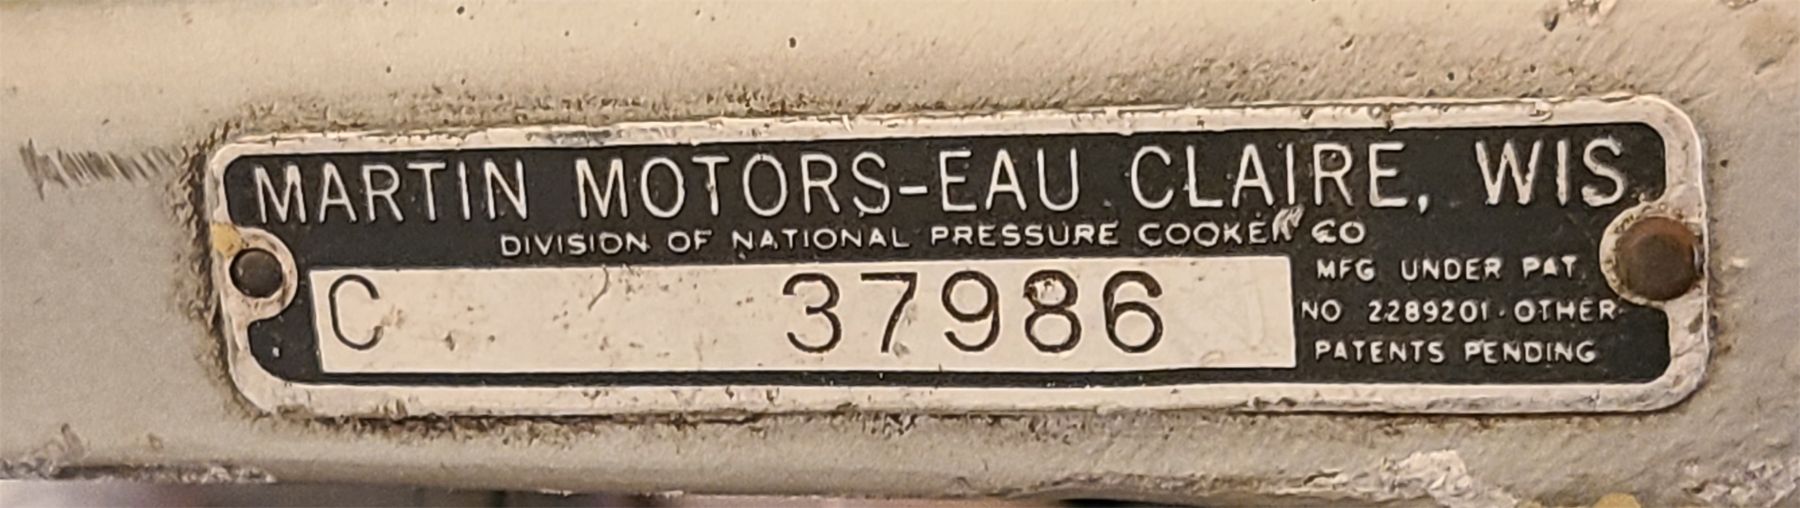 MARTIN MOTORS-EAU CLAIRE, WIS.
DIVISION OF NATIONAL PRESSURE COOKER CO
C 37986
MFG UNDER PAT.
NO 2289201 · OTHER
PATENTS PENDING